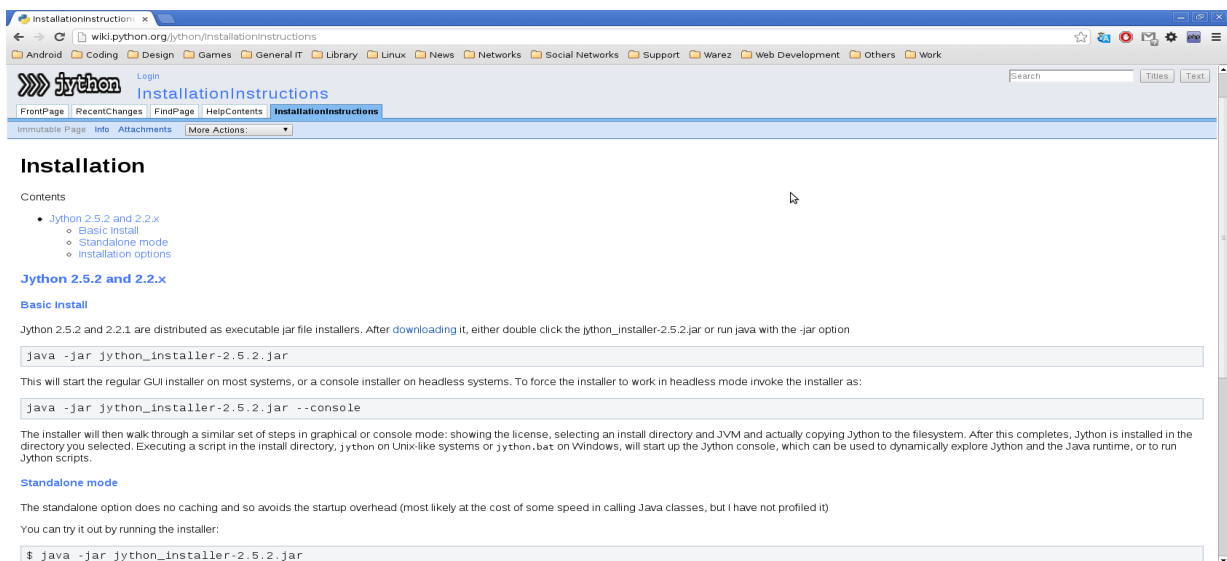 InstallationInstructions
wiki.python.org/jython/InstallationInstructions
Android Coding Design Games General IT Library Linux News Networks Social Networks Support Warez Web Development Others Work
jython
Login
InstallationInstructions
Search Titles Text
FrontPage RecentChanges FindPage HelpContents InstallationInstructions
Immutable Page Info Attachments More Actions:
Installation
Contents
Jython 2.5.2 and 2.2.x
Basic Install
Standalone mode
Installation options
Jython 2.5.2 and 2.2.x
Basic Install
Jython 2.5.2 and 2.2.1 are distributed as executable jar file installers. After downloading it, either double click the jython_installer-2.5.2.jar or run java with the -jar option
java -jar jython_installer-2.5.2.jar
This will start the regular GUI installer on most systems, or a console installer on headless systems. To force the installer to work in headless mode invoke the installer as:
java -jar jython_installer-2.5.2.jar --console
The installer will then walk through a similar set of steps in graphical or console mode: showing the license, selecting an install directory and JVM and actually copying Jython to the filesystem. After this completes, Jython is installed in the
directory you selected. Executing a script in the install directory, jython on Unix-like systems or jython.bat on Windows, will start up the Jython console, which can be used to dynamically explore Jython and the Java runtime, or to run
Jython scripts.
Standalone mode
The standalone option does no caching and so avoids the startup overhead (most likely at the cost of some speed in calling Java classes, but I have not profiled it)
You can try it out by running the installer:
$ java -jar jython_installer-2.5.2.jar